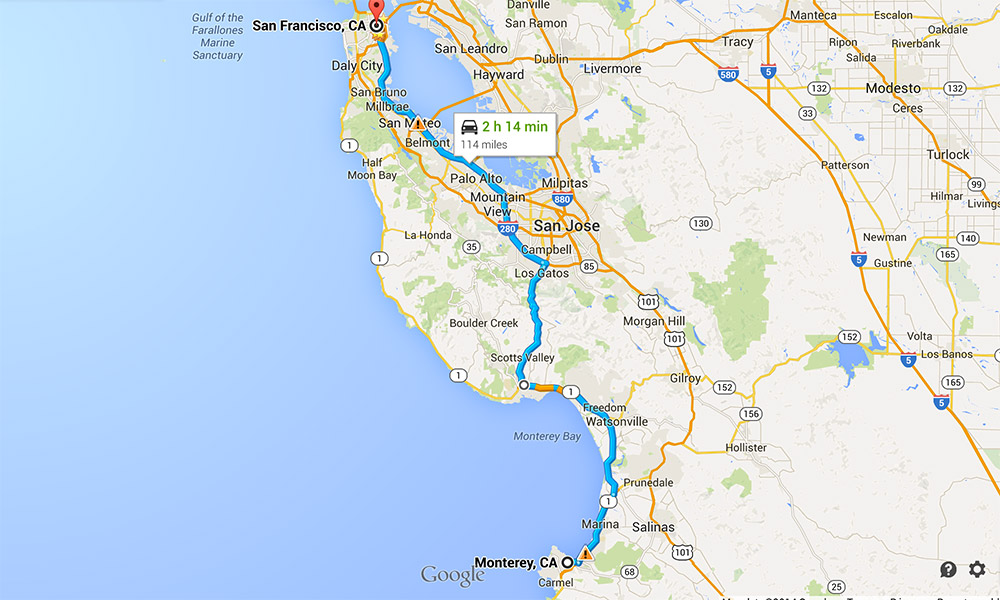 Danville
Gulf of the
Farallones
Marine
Sanctuary
San Francisco, CA
San Ramon
Manteca
Escalon
Oakdale
Ripon
Riverbank
Tracy
San Leandro
Dublin
Salida
Daly City
Hayward
Livermore
580
5
San Bruno
132
Modesto
132
Millbrae
Ceres
33
San Mateo
2 h 14 min
114 miles
Belmont
1
Turlock
Half
Moon Bay
Patterson
Palo Alto
Milpitas
99
Mountain
View
880
Hilmar
Livings
280
San Jose
130
La Honda
35
Newman
140
Campbell
165
1
5
Gustine
Los Gatos
85
101
Boulder Creek
Morgan Hill
101
152
Volta
Scotts Valley
5
Los Banos
1
Gilroy
152
165
1
5
Freedom
156
Watsonville
Monterey Bay
Hollister
Prunedale
1
Marina
Salinas
101
Monterey, CA
Google
68
Carmel
25